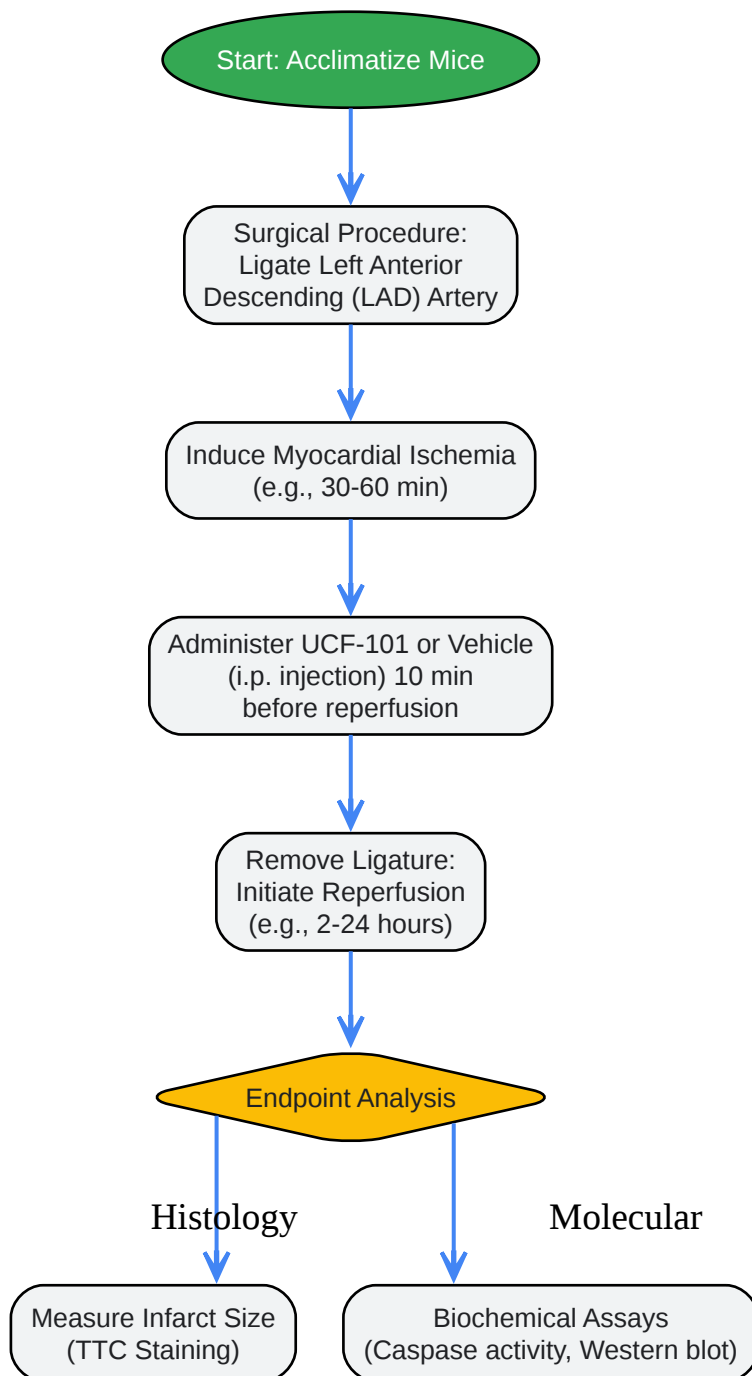 Start: Acclimatize Mice
Surgical Procedure:
Ligate Left Anterior
Descending (LAD) Artery
Induce Myocardial Ischemia
(e.g., 30-60 min)
Administer UCF-101 or Vehicle
(i.p. injection) 10 min
before reperfusion
Remove Ligature:
Initiate Reperfusion
(e.g., 2-24 hours)
Endpoint Analysis
Histology
Molecular
Measure Infarct Size
(TTC Staining)
Biochemical Assays
(Caspase activity, Western blot)